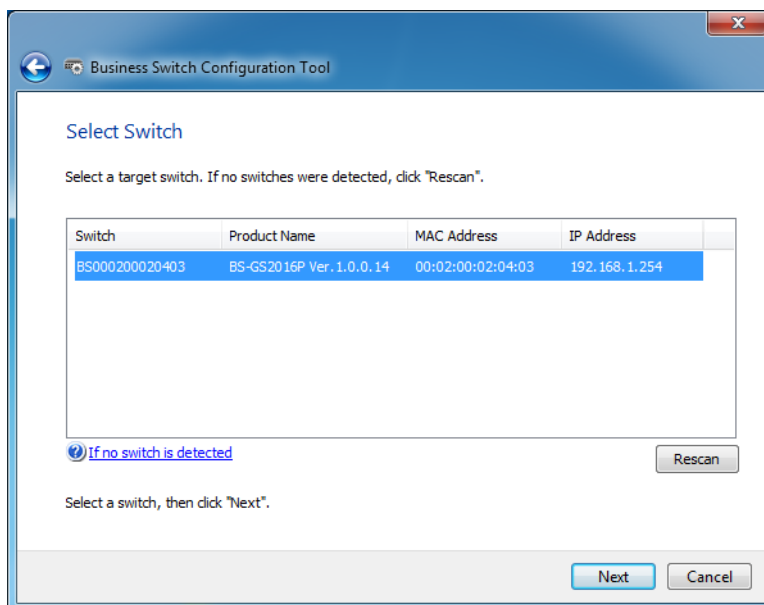 Business Switch Configuration Tool
Select Switch
Select a target switch. If no switches were detected, click "Rescan".
Switch Product Name MAC Address IP Address
BS000200020403 BS-GS2016P Ver.1.0.0.14 00:02:00:02:04:03 192.168.1.254
If no switch is detected
Rescan
Select a switch, then click "Next".
Next Cancel